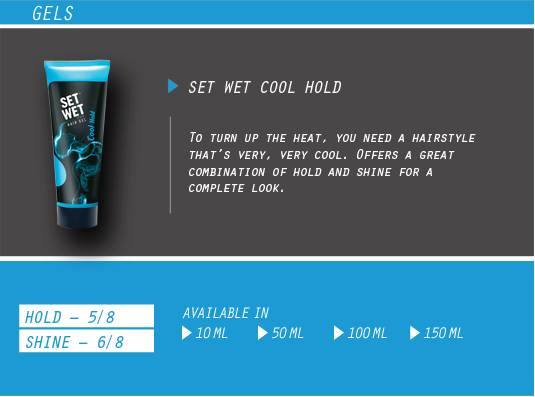 GELS
SET
WET
HAIR GEL
Cool Hold
SET WET COOL HOLD
TO TURN UP THE HEAT, YOU NEED A HAIRSTYLE
THAT'S VERY, VERY COOL. OFFERS A GREAT
COMBINATION OF HOLD AND SHINE FOR A
COMPLETE LOOK.
HOLD – 5/8
SHINE – 6/8
AVAILABLE IN
10 ML 50 ML 100 ML 150 ML